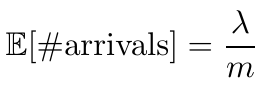 𝔼[#arrivals] = λ/m